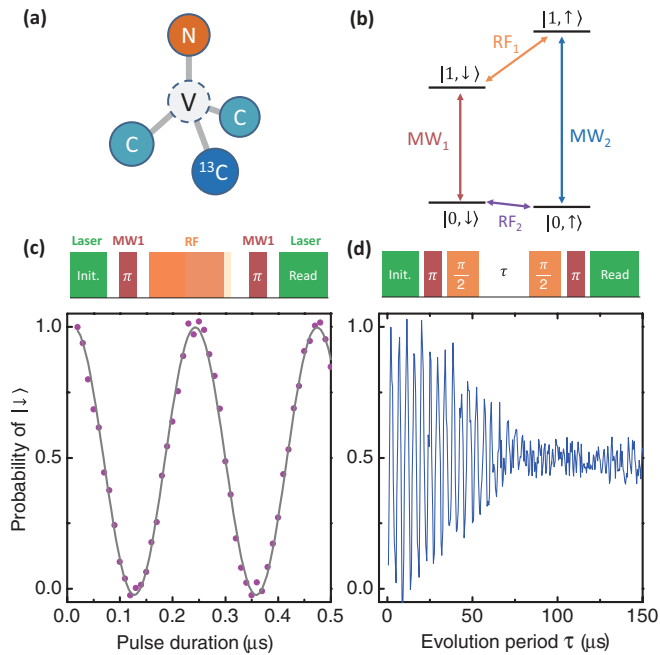 (a)
N
V
C
C
¹³C
(b)
|1,↑⟩
RF₁
|1,↓⟩
MW₁
MW₂
|0,↓⟩
RF₂
|0,↑⟩
(c)
Laser MW1 RF MW1 Laser
Init. π π Read
1.0
0.5
0.0
Probability of |↓⟩
0.0 0.1 0.2 0.3 0.4 0.5
Pulse duration (μs)
(d)
Init. π π/2 τ π/2 π Read
1.0
0.5
0.0
0 50 100 150
Evolution period τ (μs)